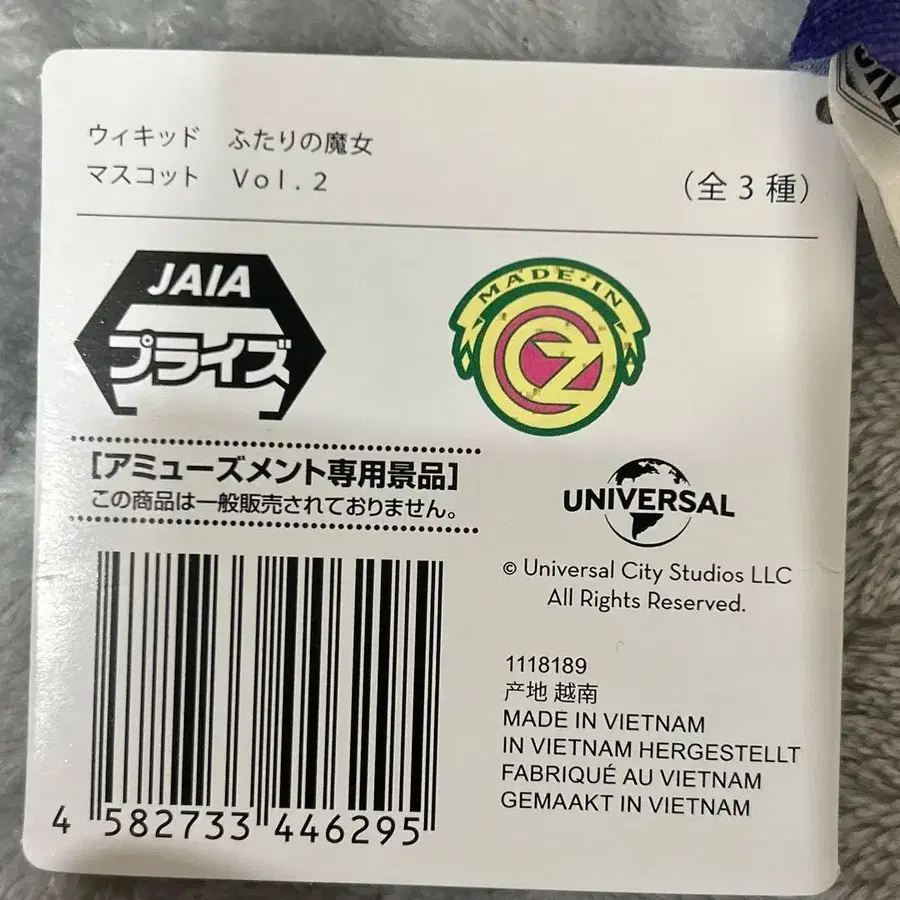 ウィキッド ふたりの魔女
マスコット Vol.2
（全3種）
JAIA
プライズ
MADE・IN
OZ
[アミューズメント専用景品]
この商品は一般販売されておりません。
UNIVERSAL
© Universal City Studios LLC
All Rights Reserved.
1118189
产地 越南
MADE IN VIETNAM
IN VIETNAM HERGESTELLT
FABRIQUÉ AU VIETNAM
GEMAAKT IN VIETNAM
4 582733 446295